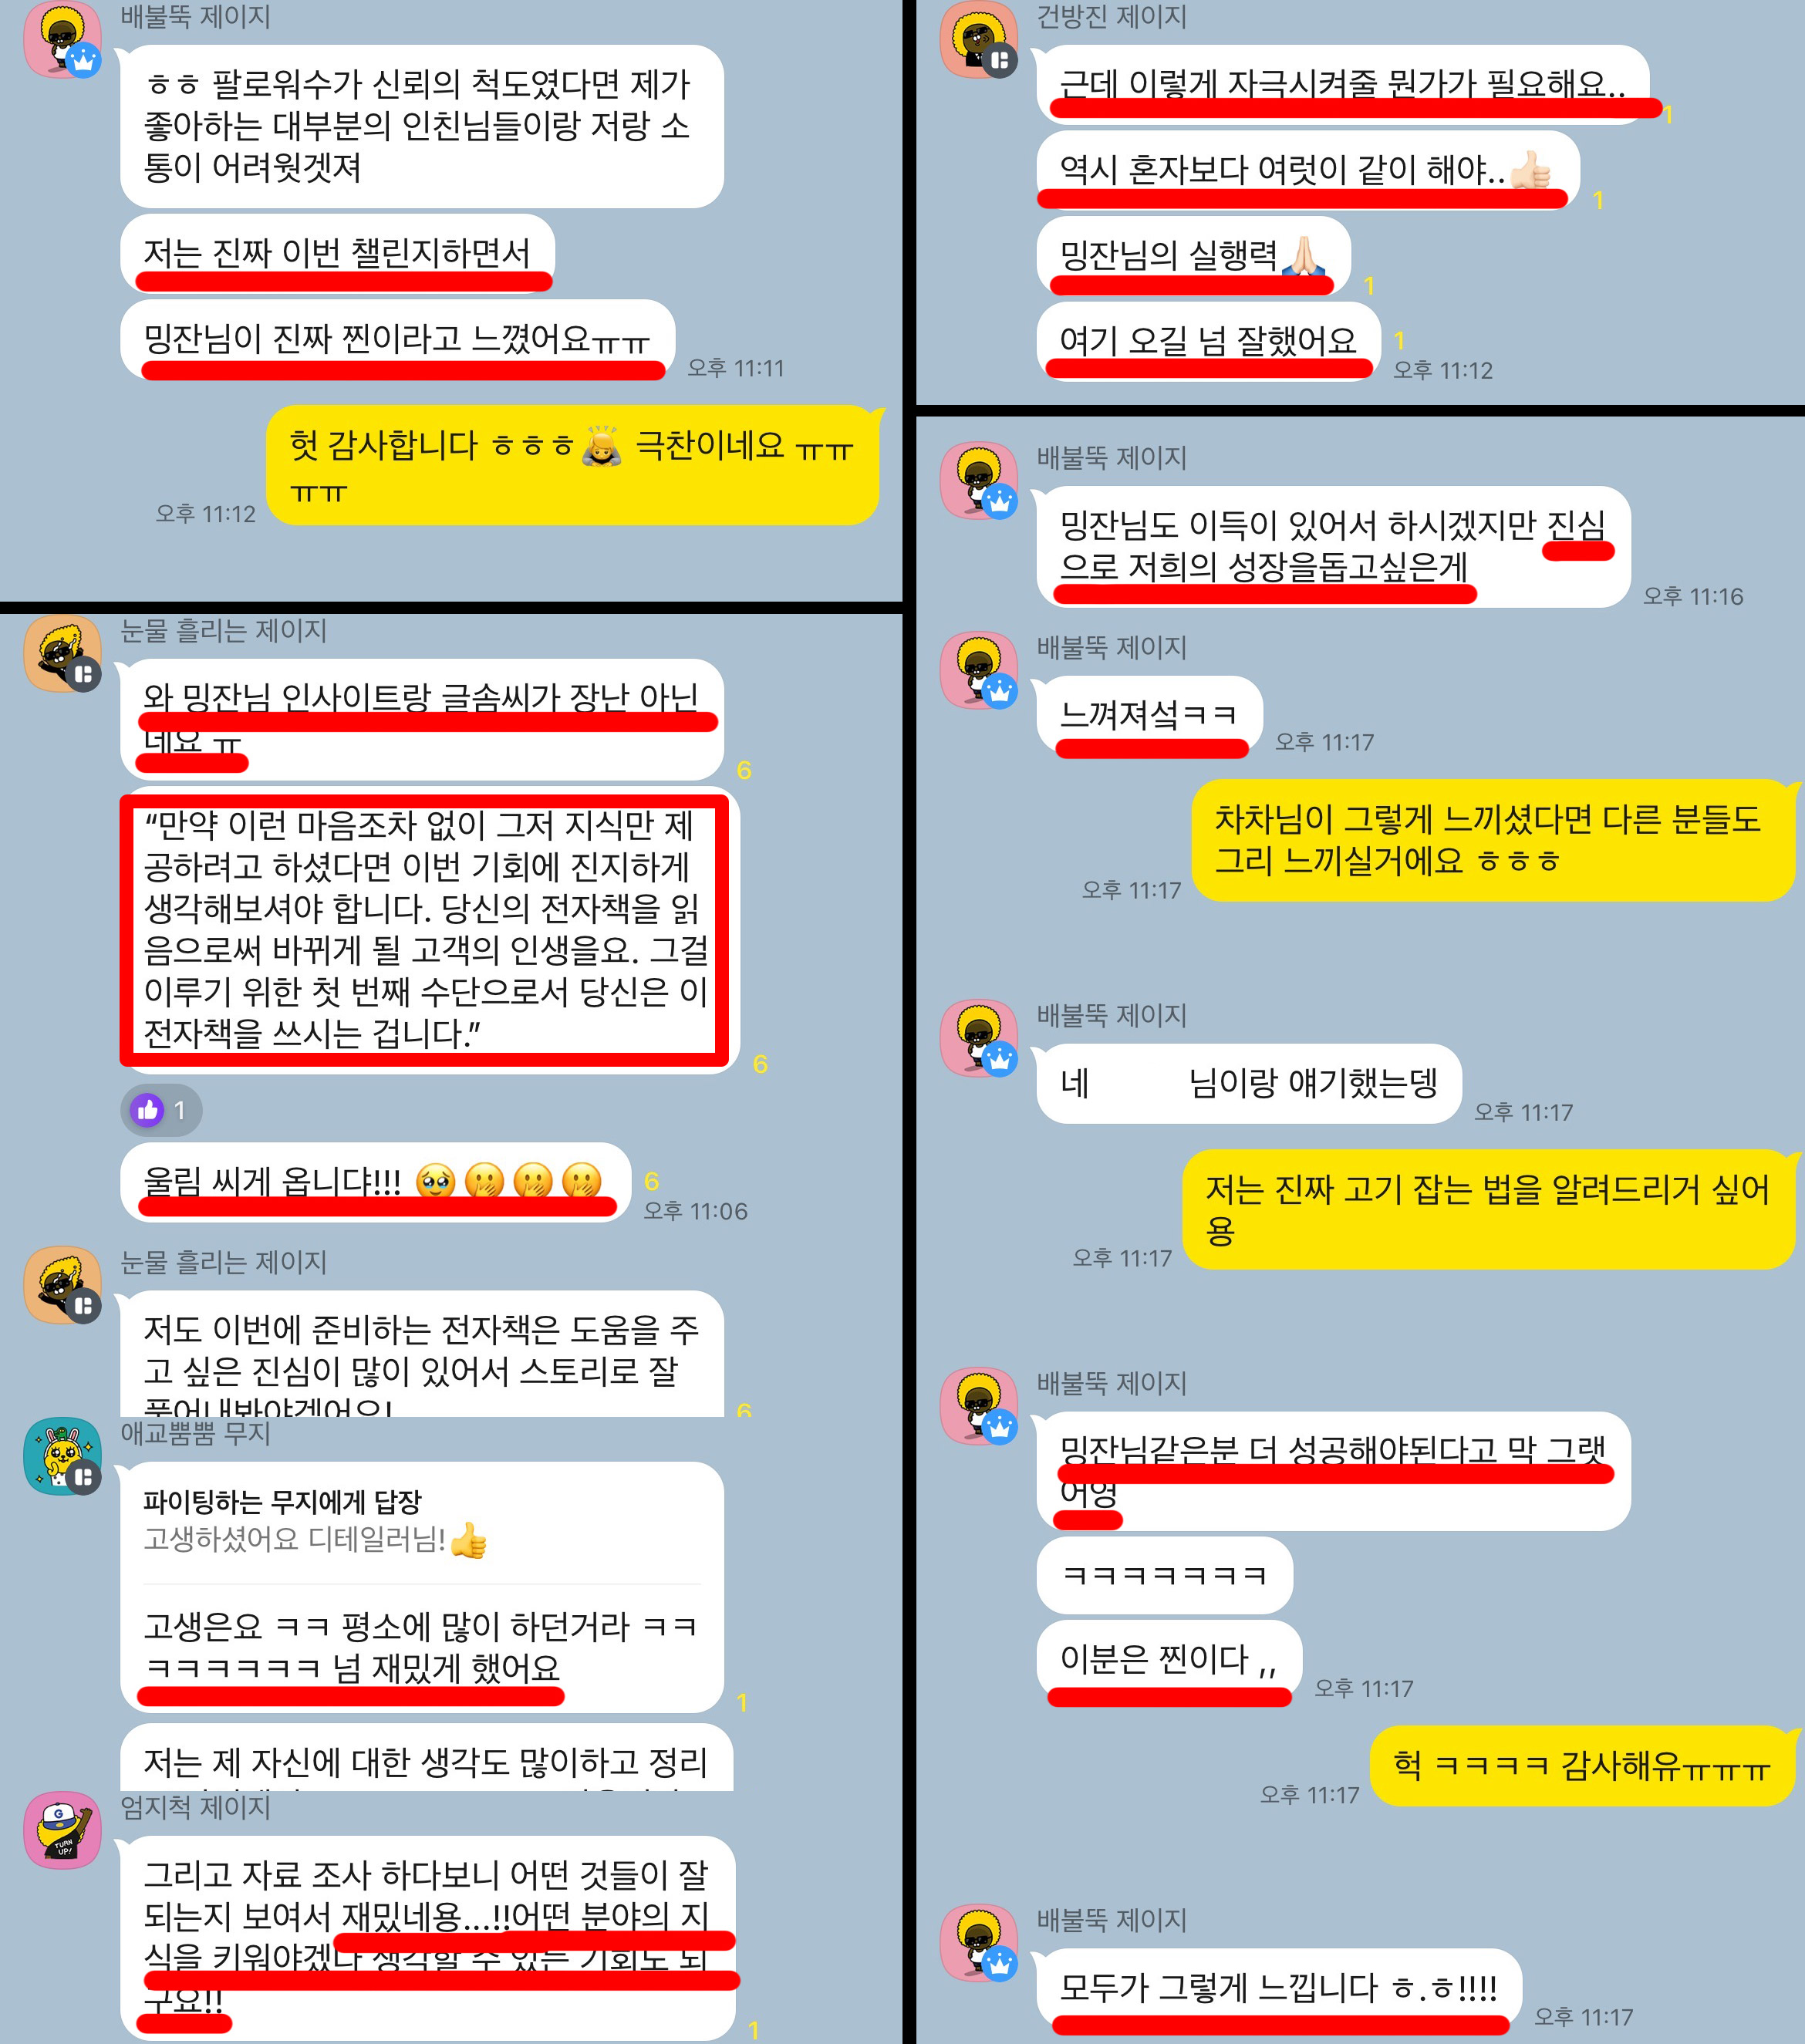 배불뚝 제이지
ㅎㅎ 팔로워수가 신뢰의 척도였다면 제가
좋아하는 대부분의 인친님들이랑 저랑 소
통이 어려웟겟져
저는 진짜 이번 챌린지하면서
밍잔님이 진짜 찐이라고 느꼈어요ㅠㅠ
오후 11:11
헛 감사합니다 ㅎㅎㅎ🙇 극찬이네요 ㅠㅠ
ㅠㅠ
오후 11:12
눈물 흘리는 제이지
와 밍잔님 인사이트랑 글솜씨가 장난 아닌
네요 ㅠ
6
“만약 이런 마음조차 없이 그저 지식만 제
공하려고 하셨다면 이번 기회에 진지하게
생각해보셔야 합니다. 당신의 전자책을 읽
음으로써 바뀌게 될 고객의 인생을요. 그걸
이루기 위한 첫 번째 수단으로서 당신은 이
전자책을 쓰시는 겁니다.”
6
1
울림 씨게 옵니댜!!! 🥹🤭🤭🤭
6
오후 11:06
눈물 흘리는 제이지
저도 이번에 준비하는 전자책은 도움을 주
고 싶은 진심이 많이 있어서 스토리로 잘
풀어내봐야겠어요!
6
애교뿜뿜 무지
파이팅하는 무지에게 답장
고생하셨어요 디테일러님!👍
고생은요 ㅋㅋ 평소에 많이 하던거라 ㅋㅋ
ㅋㅋㅋㅋㅋㅋ 넘 재밌게 했어요
1
저는 제 자신에 대한 생각도 많이하고 정리
엄지척 제이지
그리고 자료 조사 하다보니 어떤 것들이 잘
되는지 보여서 재밌네용...!!어떤 분야의 지
식을 키워야겠다 생각할 수 있는 기회도 되
구요!!
1
건방진 제이지
근데 이렇게 자극시켜줄 뭔가가 필요해요..
1
역시 혼자보다 여럿이 같이 해야..👍🏻
1
밍잔님의 실행력🙏🏻
1
여기 오길 넘 잘했어요
1
오후 11:12
배불뚝 제이지
밍잔님도 이득이 있어서 하시겠지만 진심
으로 저희의 성장을돕고싶은게
오후 11:16
배불뚝 제이지
느껴져섴ㅋㅋ
오후 11:17
차차님이 그렇게 느끼셨다면 다른 분들도
그리 느끼실거에요 ㅎㅎㅎ
오후 11:17
배불뚝 제이지
네 님이랑 얘기했는뎅
오후 11:17
저는 진짜 고기 잡는 법을 알려드리거 싶어
용
오후 11:17
배불뚝 제이지
밍잔님같은분 더 성공해야된다고 막 그랫
어영
ㅋㅋㅋㅋㅋㅋㅋ
이분은 찐이다 ,,
오후 11:17
헉 ㅋㅋㅋㅋ 감사해유ㅠㅠㅠ
오후 11:17
배불뚝 제이지
모두가 그렇게 느낍니다 ㅎ.ㅎ!!!!
오후 11:17